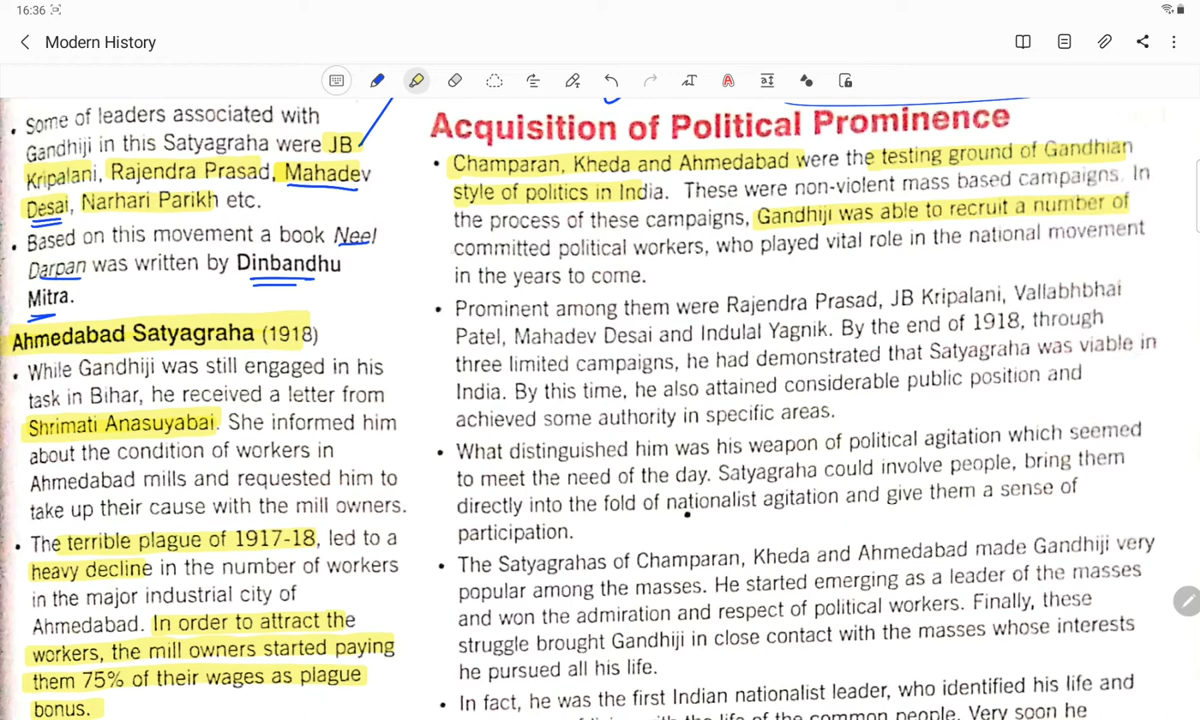 16:36
Modern History
Some of leaders associated with
Gandhiji in this Satyagraha were JB
Kripalani, Rajendra Prasad, Mahadev
Desai, Narhari Parikh etc.
Based on this movement a book Neel
Darpan was written by Dinbandhu
Mitra.
Ahmedabad Satyagraha (1918)
While Gandhiji was still engaged in his
task in Bihar, he received a letter from
Shrimati Anasuyabai. She informed him
about the condition of workers in
Ahmedabad mills and requested him to
take up their cause with the mill owners.
The terrible plague of 1917-18, led to a
heavy decline in the number of workers
in the major industrial city of
Ahmedabad. In order to attract the
workers, the mill owners started paying
them 75% of their wages as plague
bonus.
Acquisition of Political Prominence
Champaran, Kheda and Ahmedabad were the testing ground of Gandhian
style of politics in India. These were non-violent mass based campaigns. In
the process of these campaigns, Gandhiji was able to recruit a number of
committed political workers, who played vital role in the national movement
in the years to come.
Prominent among them were Rajendra Prasad, JB Kripalani, Vallabhbhai
Patel, Mahadev Desai and Indulal Yagnik. By the end of 1918, through
three limited campaigns, he had demonstrated that Satyagraha was viable in
India. By this time, he also attained considerable public position and
achieved some authority in specific areas.
What distinguished him was his weapon of political agitation which seemed
to meet the need of the day. Satyagraha could involve people, bring them
directly into the fold of nationalist agitation and give them a sense of
participation.
The Satyagrahas of Champaran, Kheda and Ahmedabad made Gandhiji very
popular among the masses. He started emerging as a leader of the masses
and won the admiration and respect of political workers. Finally, these
struggle brought Gandhiji in close contact with the masses whose interests
he pursued all his life.
In fact, he was the first Indian nationalist leader, who identified his life and
with the life of the common people. Very soon he